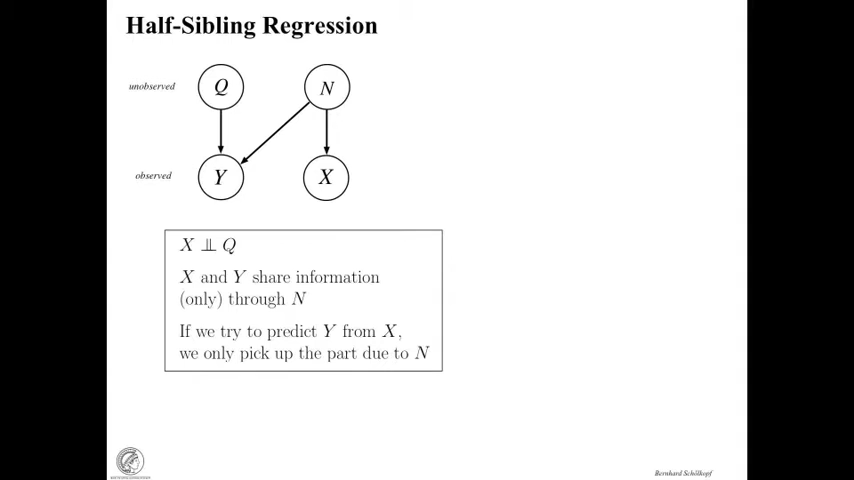 Half-Sibling Regression
unobserved Q N
observed Y X
X ⫫ Q
X and Y share information
(only) through N
If we try to predict Y from X,
we only pick up the part due to N
Bernhard Schölkopf